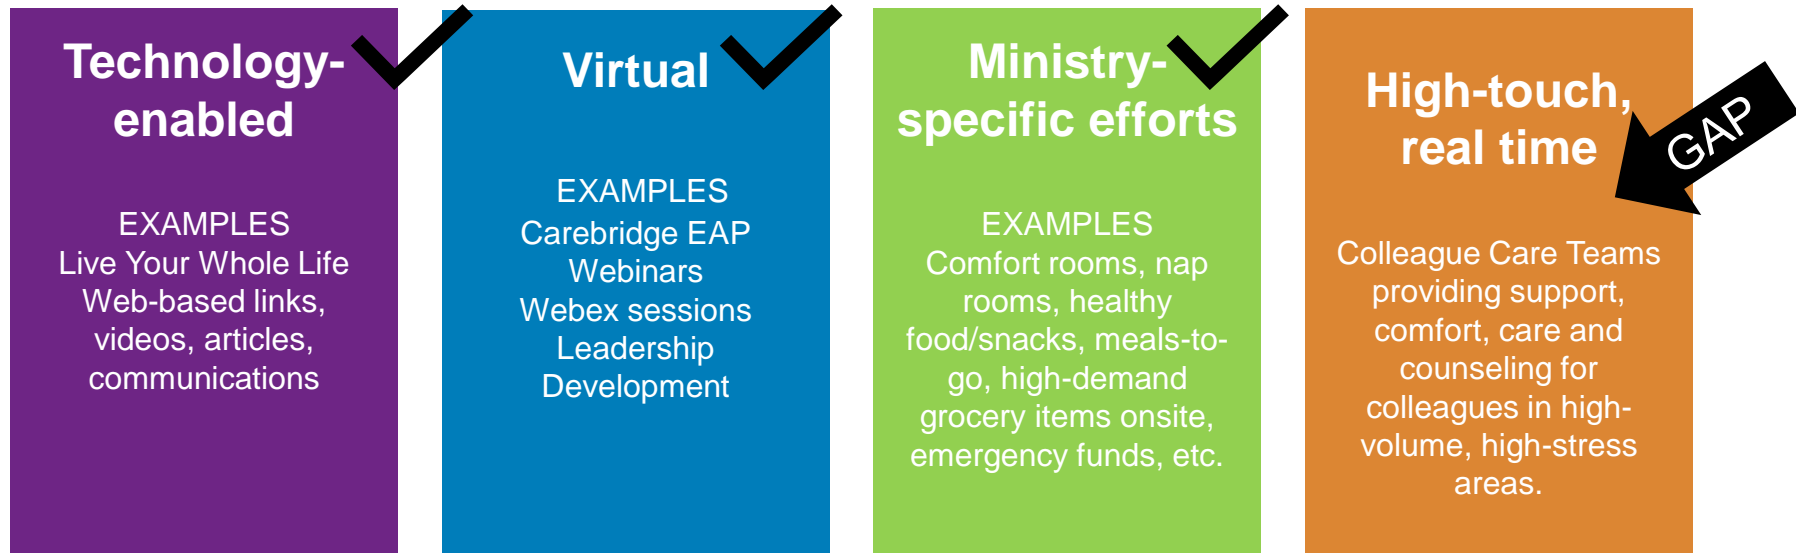 Technology-
enabled
EXAMPLES
Live Your Whole Life
Web-based links,
videos, articles,
communications
Virtual
EXAMPLES
Carebridge EAP
Webinars
Webex sessions
Leadership
Development
Ministry-
specific efforts
EXAMPLES
Comfort rooms, nap
rooms, healthy
food/snacks, meals-to-
go, high-demand
grocery items onsite,
emergency funds, etc.
High-touch,
real time
GAP
Colleague Care Teams
providing support,
comfort, care and
counseling for
colleagues in high-
volume, high-stress
areas.